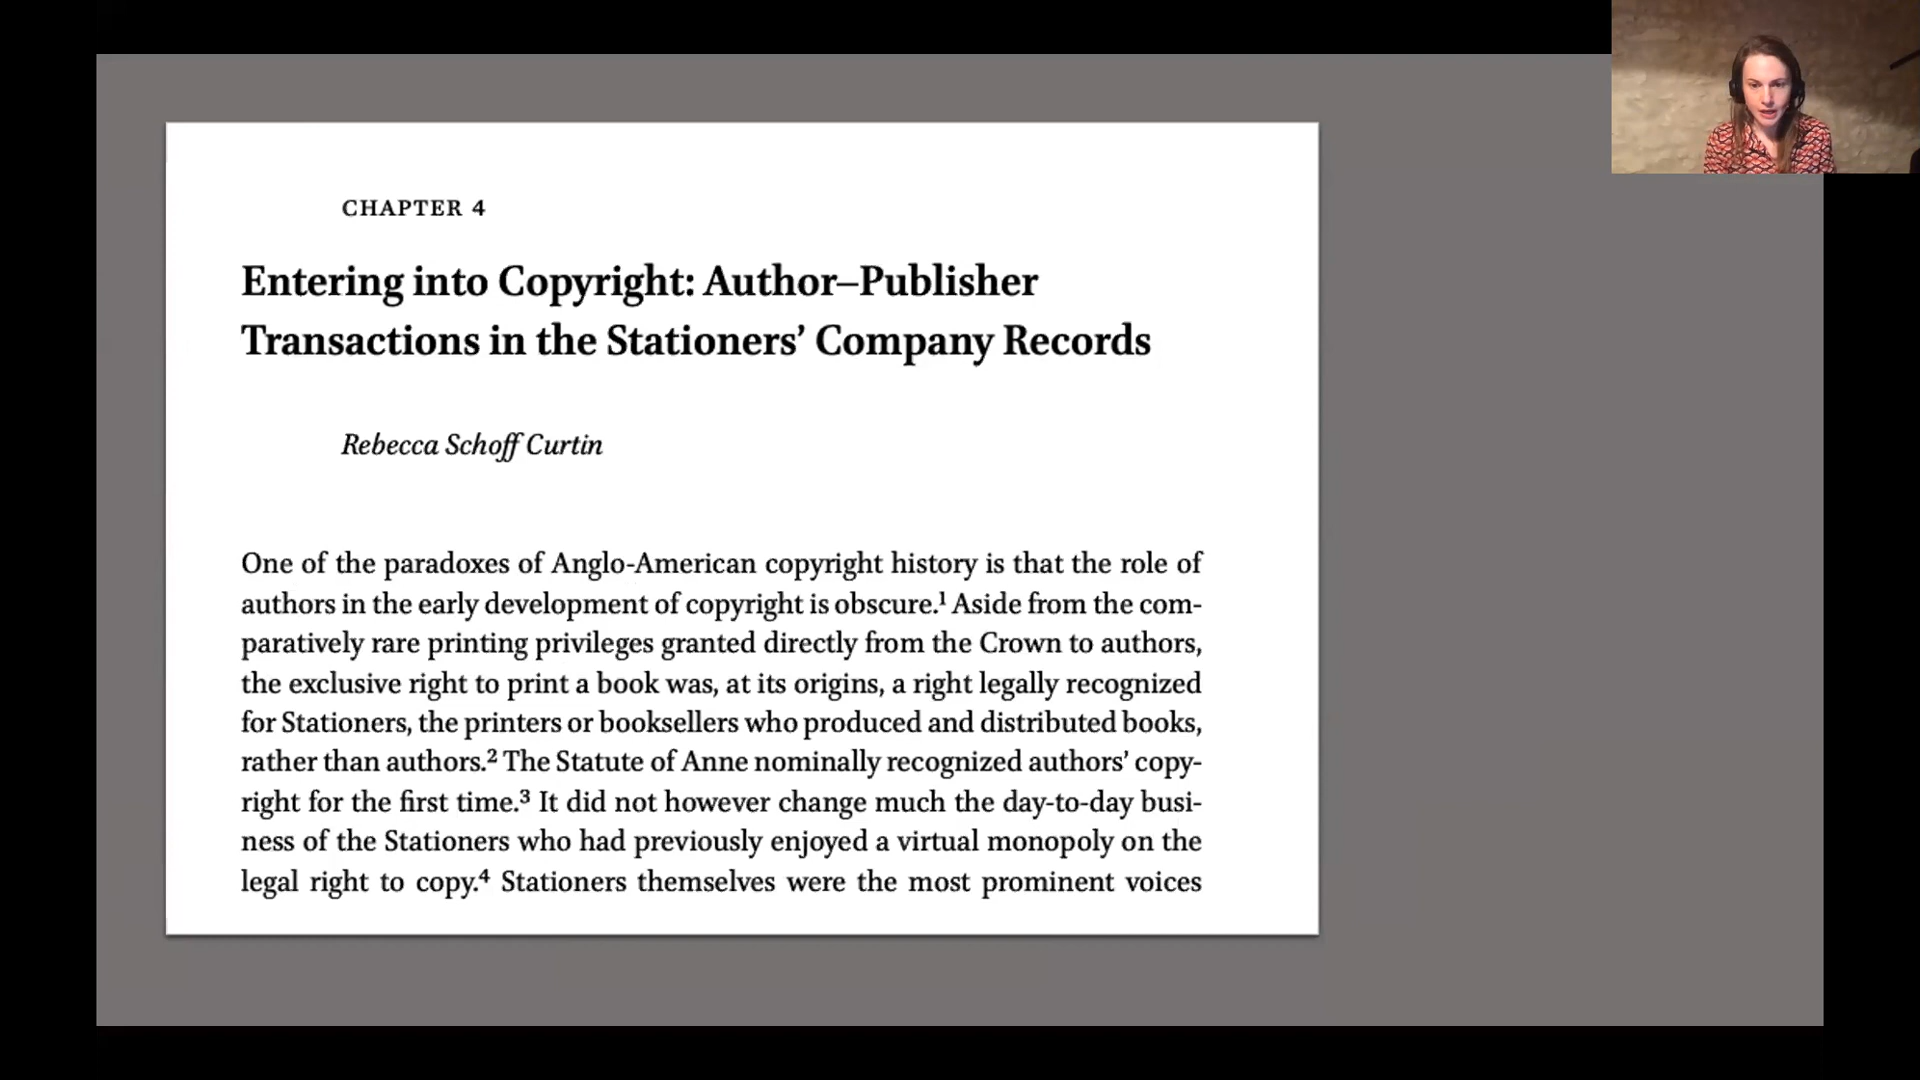 CHAPTER 4
Entering into Copyright: Author–Publisher
Transactions in the Stationers’ Company Records
Rebecca Schoff Curtin
One of the paradoxes of Anglo-American copyright history is that the role of
authors in the early development of copyright is obscure.¹ Aside from the com-
paratively rare printing privileges granted directly from the Crown to authors,
the exclusive right to print a book was, at its origins, a right legally recognized
for Stationers, the printers or booksellers who produced and distributed books,
rather than authors.² The Statute of Anne nominally recognized authors’ copy-
right for the first time.³ It did not however change much the day-to-day busi-
ness of the Stationers who had previously enjoyed a virtual monopoly on the
legal right to copy.⁴ Stationers themselves were the most prominent voices